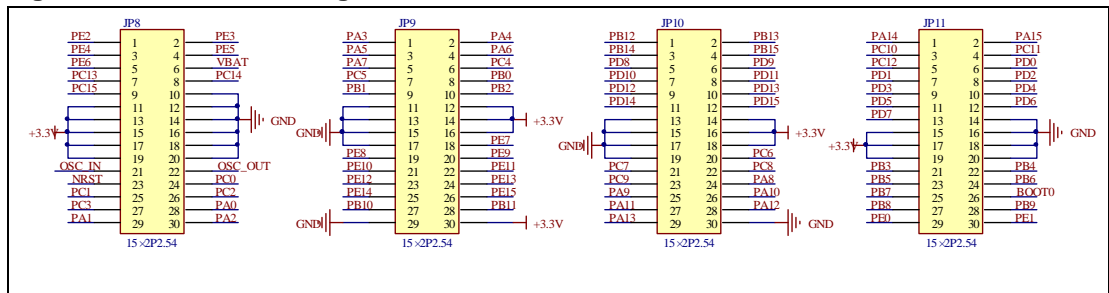 JP8 JP9 JP10 JP11
PE2 1 2 PE3 PA3 1 2 PA4 PB12 1 2 PB13 PA14 1 2 PA15
PE4 3 4 PE5 PA5 3 4 PA6 PB14 3 4 PB15 PC10 3 4 PC11
PE6 5 6 VBAT PA7 5 6 PC4 PD8 5 6 PD9 PC12 5 6 PD0
PC13 7 8 PC14 PC5 7 8 PB0 PD10 7 8 PD11 PD1 7 8 PD2
PC15 9 10 PB1 9 10 PB2 PD12 9 10 PD13 PD3 9 10 PD4
11 12 11 12 PD14 11 12 PD15 PD5 11 12 PD6
13 14 GND 13 14 +3.3V 13 14 PD7 13 14
+3.3V 15 16 GND 15 16 15 16 +3.3V 15 16 GND
17 18 17 18 PE7 GND 17 18 +3.3V 17 18
19 20 PE8 19 20 PE9 19 20 PC6 19 20
OSC_IN 21 22 OSC_OUT PE10 21 22 PE11 PC7 21 22 PC8 PB3 21 22 PB4
NRST 23 24 PC0 PE12 23 24 PE13 PC9 23 24 PA8 PB5 23 24 PB6
PC1 25 26 PC2 PE14 25 26 PE15 PA9 25 26 PA10 PB7 25 26 BOOT0
PC3 27 28 PA0 PB10 27 28 PB11 PA11 27 28 PA12 PB8 27 28 PB9
PA1 29 30 PA2 GND 29 30 +3.3V PA13 29 30 GND PE0 29 30 PE1
15×2P2.54 15×2P2.54 15×2P2.54 15×2P2.54